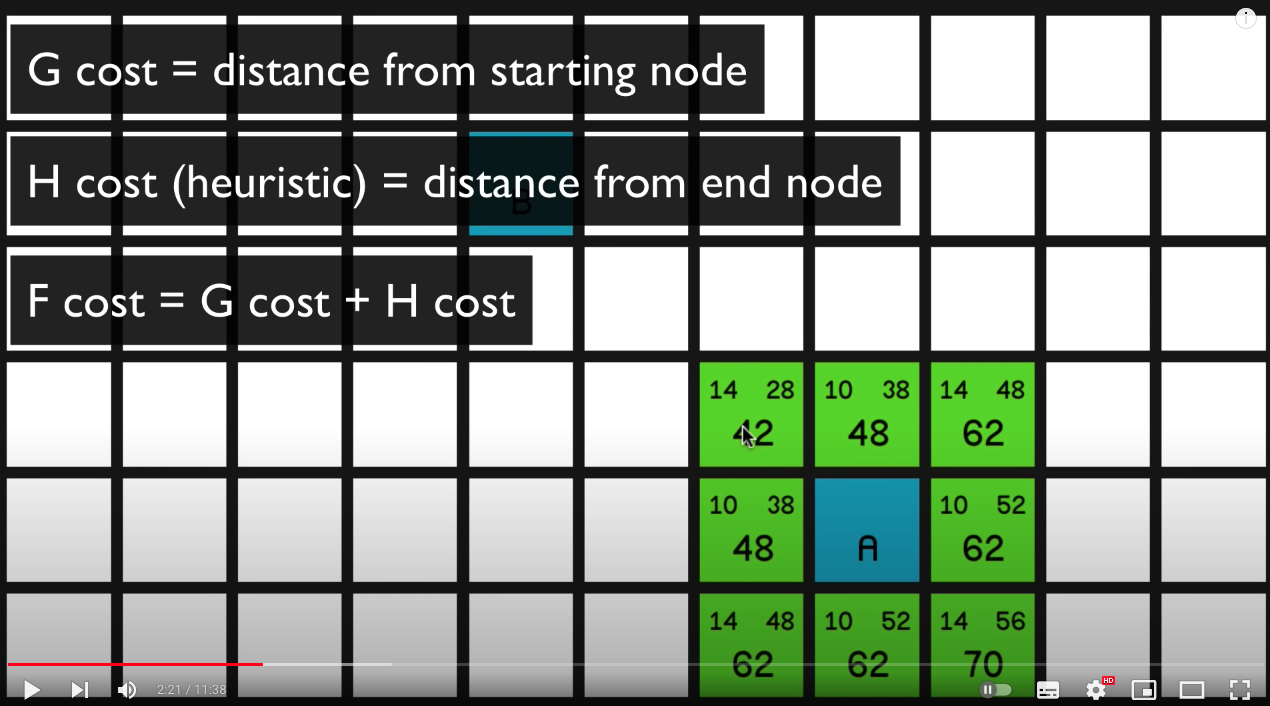 G cost = distance from starting node
H cost (heuristic) = distance from end node
B
F cost = G cost + H cost
14 28 10 38 14 48
42 48 62
10 38 10 52
48 A 62
14 48 10 52 14 56
62 62 70
2:21 / 11:38
HD